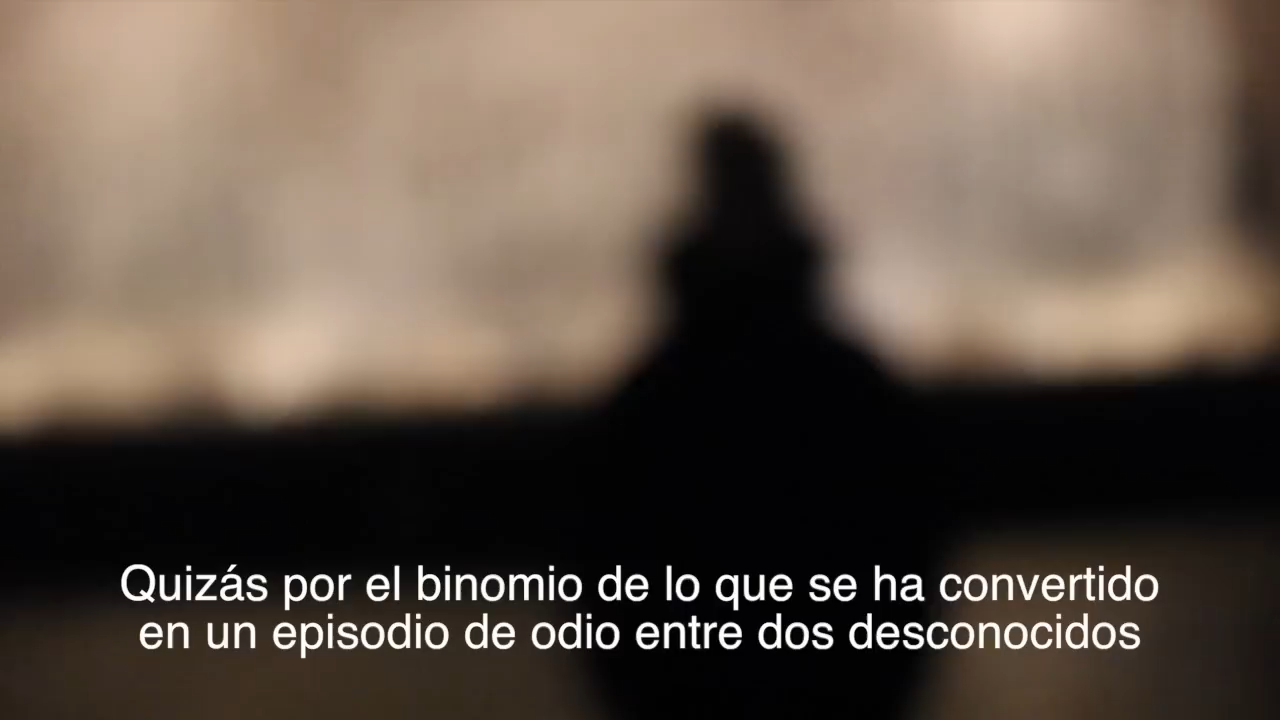 Quizás por el binomio de lo que se ha convertido
en un episodio de odio entre dos desconocidos